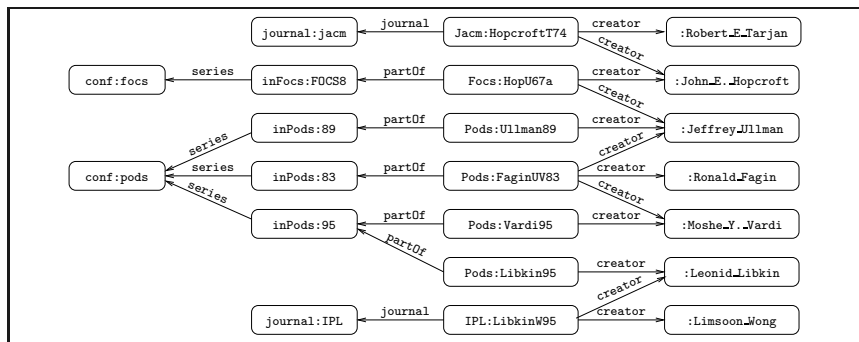 journal:jacm journal Jacm:HopcroftT74 creator :Robert_E_Tarjan
creator
conf:focs series inFocs:FOCS8 partOf Focs:HopU67a creator :John_E._Hopcroft
creator
inPods:89 partOf Pods:Ullman89 creator :Jeffrey_Ullman
series creator
conf:pods series inPods:83 partOf Pods:FaginUV83 creator :Ronald_Fagin
series creator
inPods:95 partOf Pods:Vardi95 creator :Moshe_Y._Vardi
partOf
Pods:Libkin95 creator :Leonid_Libkin
creator
journal:IPL journal IPL:LibkinW95 creator :Limsoon_Wong